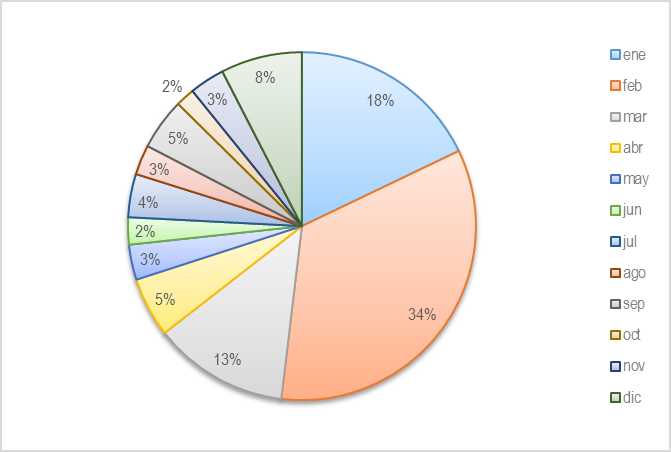 18%
34%
13%
5%
3%
2%
4%
3%
5%
2%
3%
8%
ene
feb
mar
abr
may
jun
jul
ago
sep
oct
nov
dic